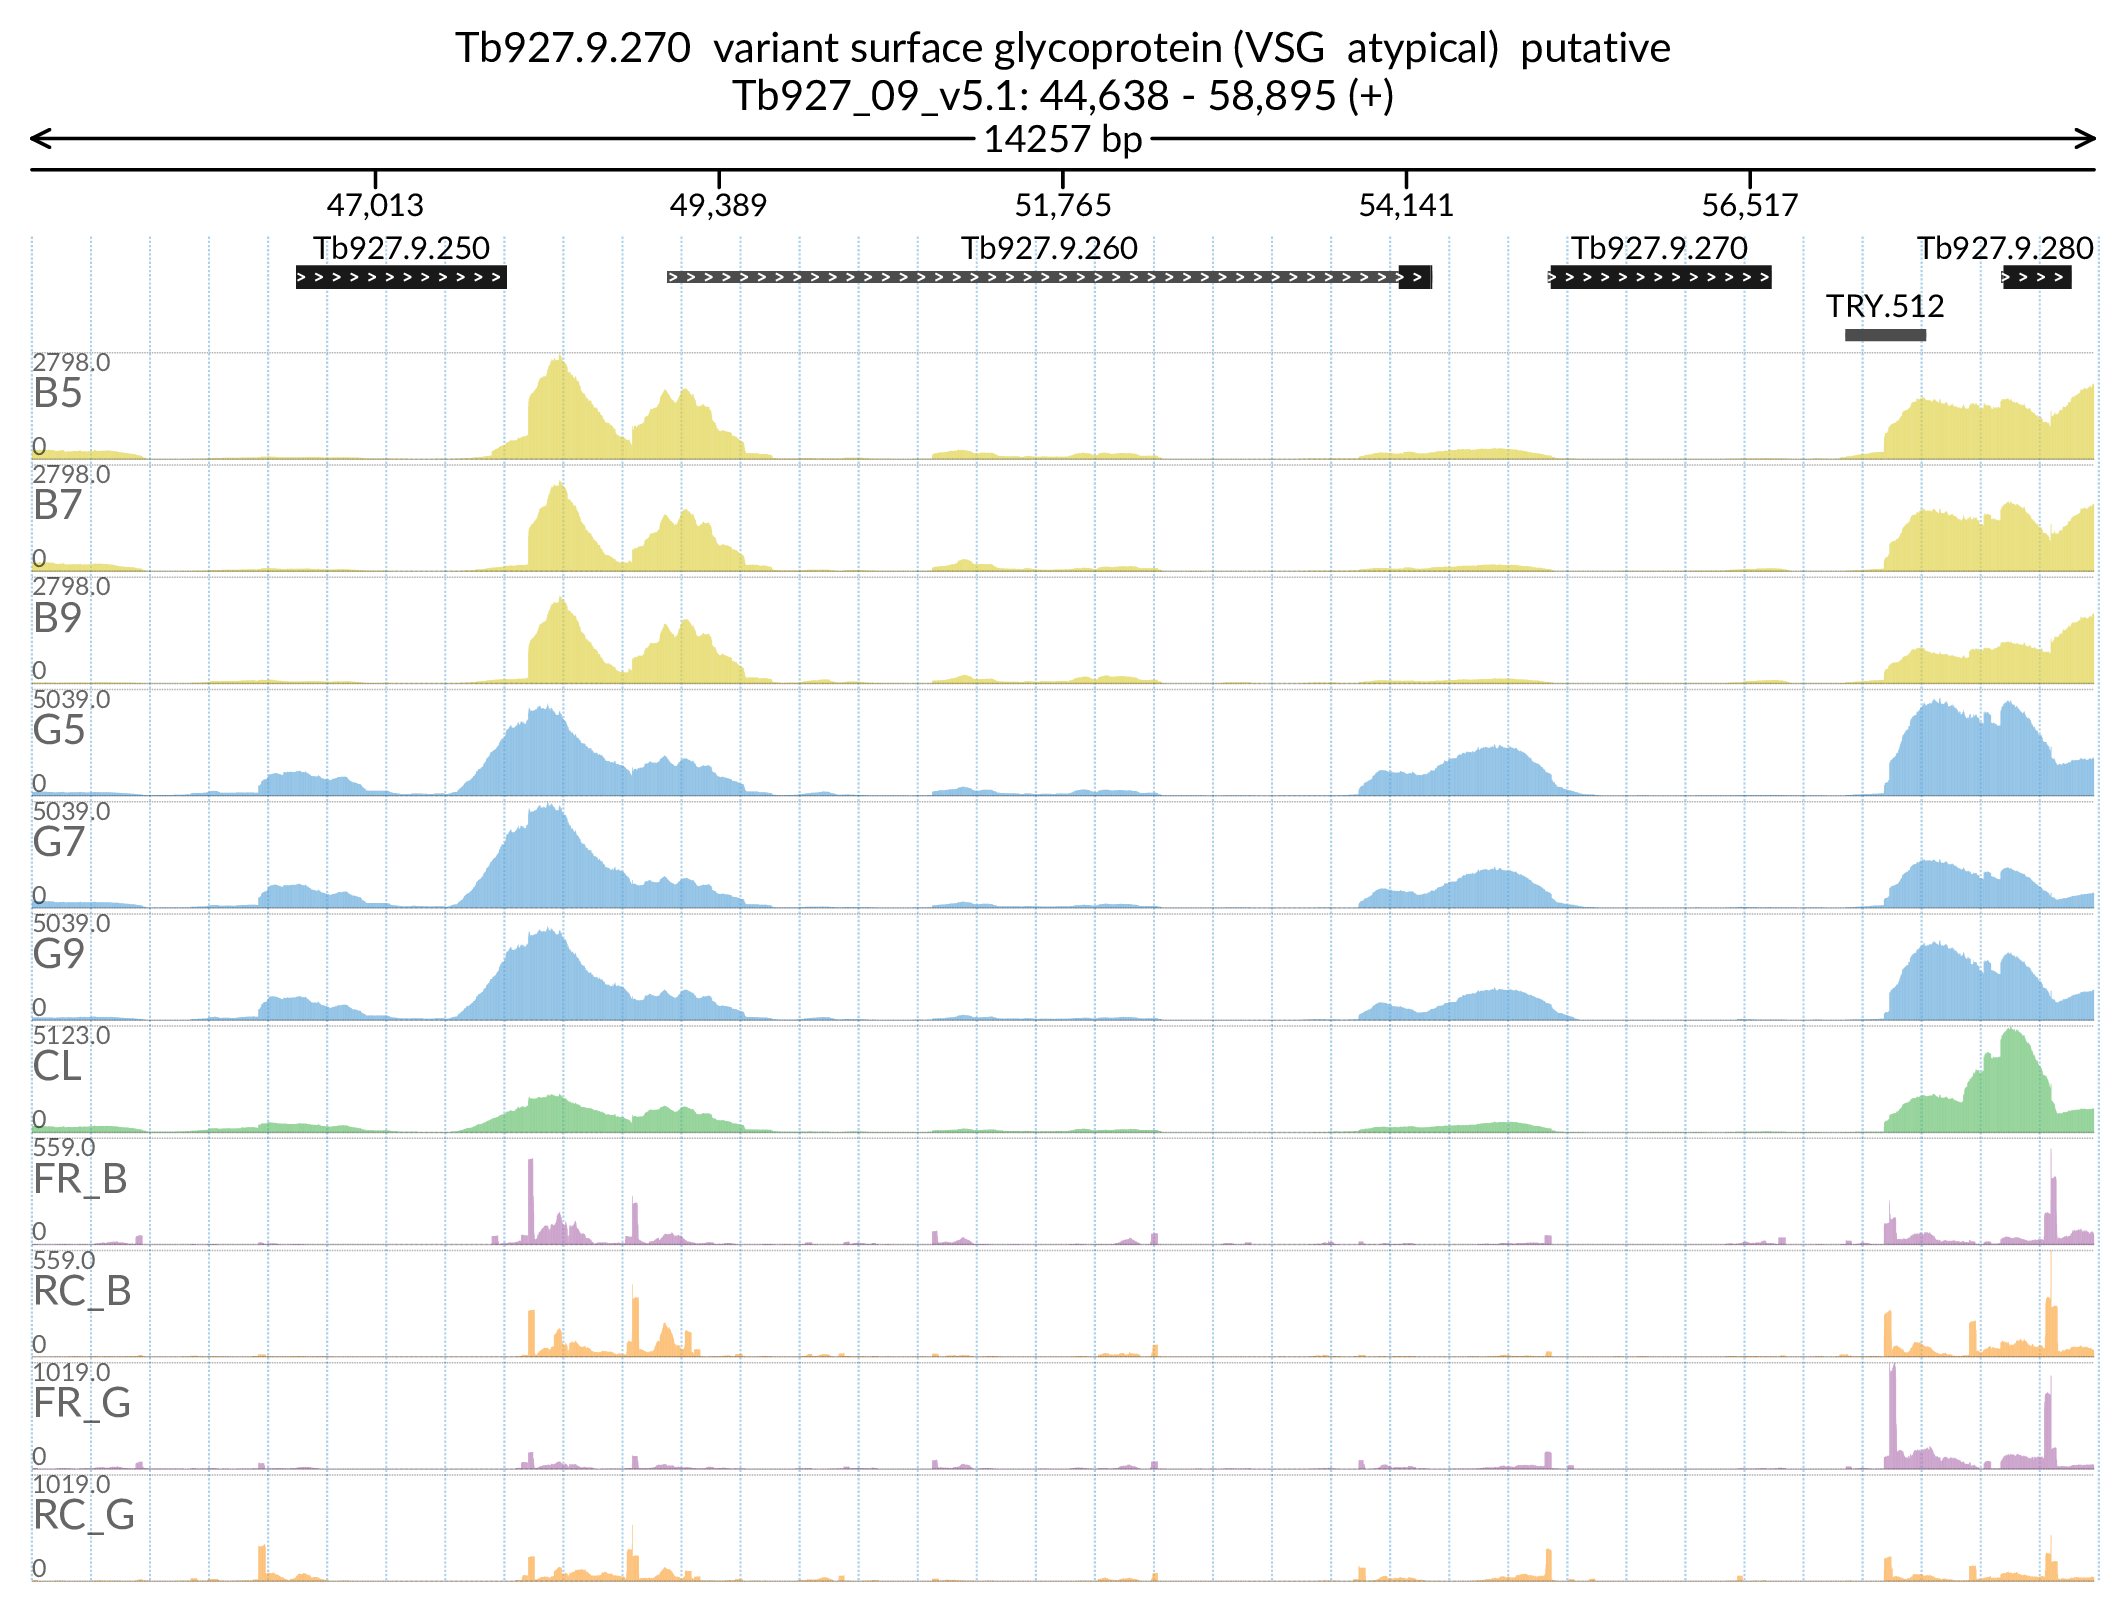 Tb927.9.270 variant surface glycoprotein (VSG atypical) putative
Tb927_09_v5.1: 44,638 - 58,895 (+)
14257 bp
47,013 49,389 51,765 54,141 56,517
Tb927.9.250 Tb927.9.260 Tb927.9.270 Tb927.9.280
TRY.512
2798.0
B5
0
2798.0
B7
0
2798.0
B9
0
5039.0
G5
0
5039.0
G7
0
5039.0
G9
0
5123.0
CL
0
559.0
FR_B
0
559.0
RC_B
0
1019.0
FR_G
0
1019.0
RC_G
0